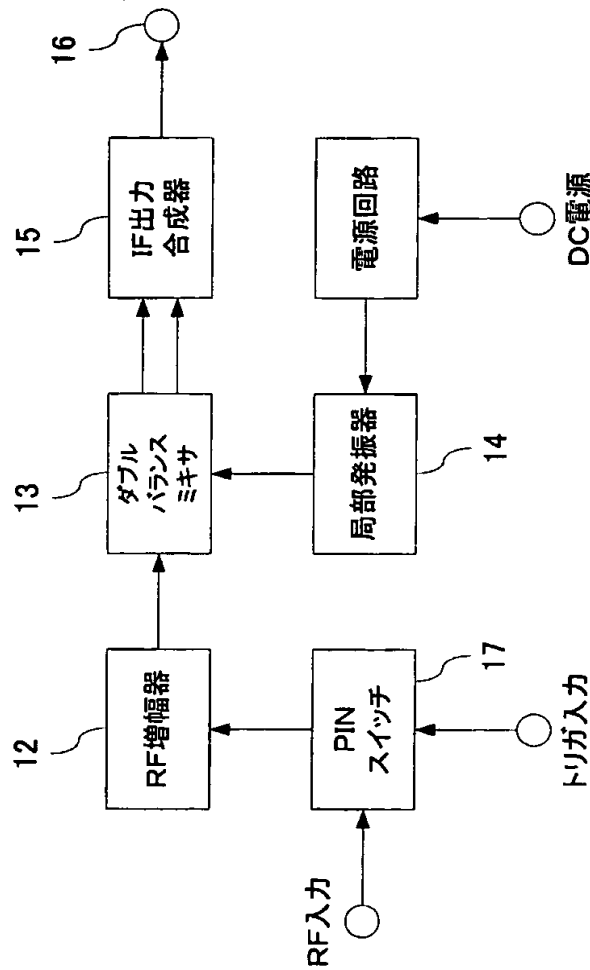 12
RF増幅器
13
ダブル
バランス
ミキサ
15
IF出力
合成器
16
RF入力
PIN
スイッチ
17
局部発振器
14
電源回路
トリガ入力
DC電源